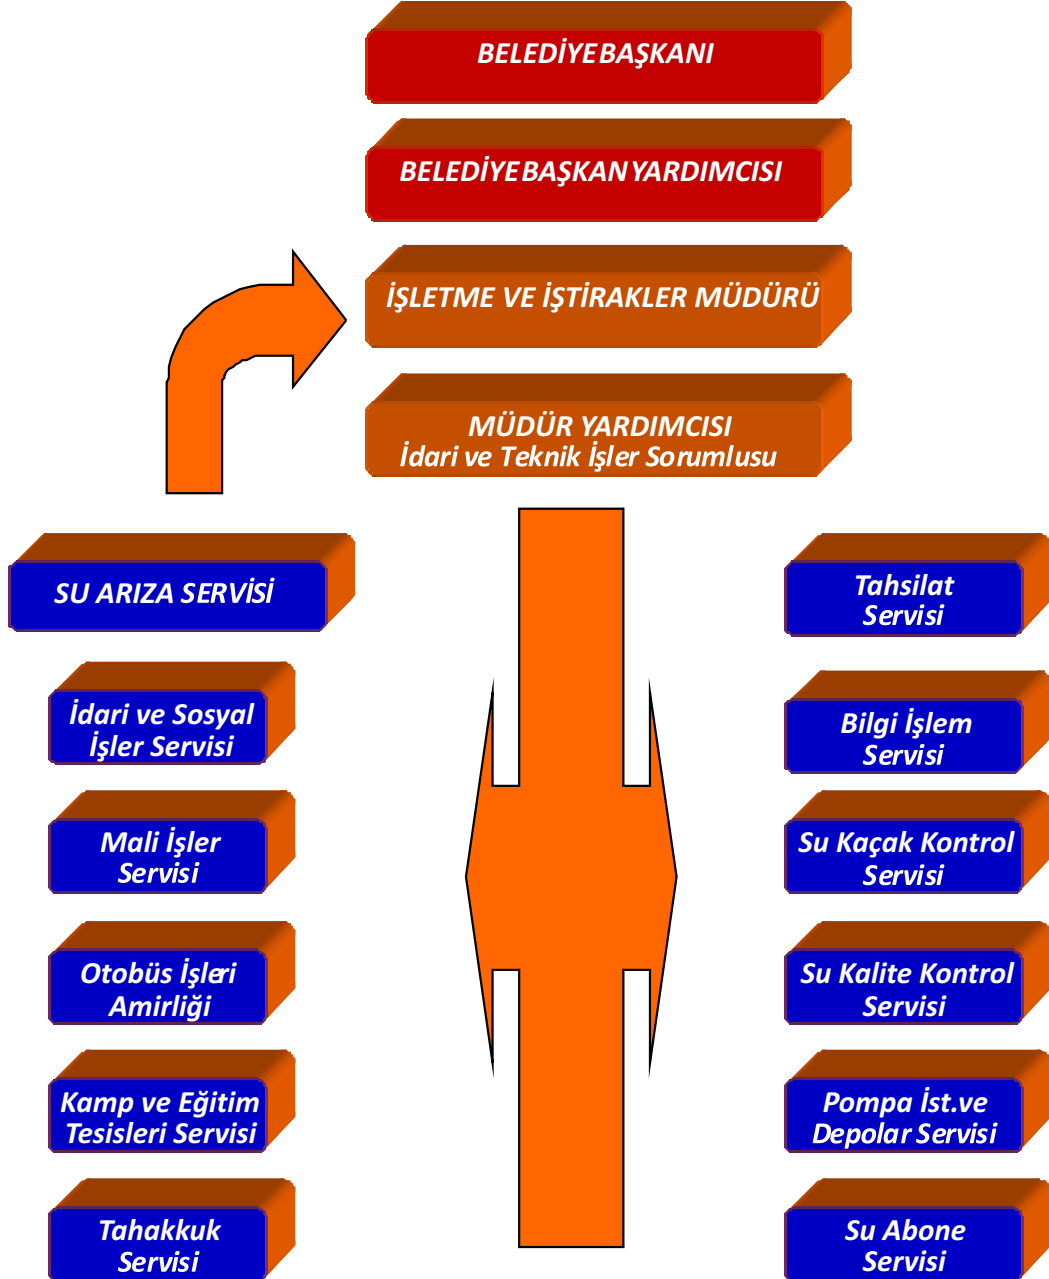 BELEDİYE BAŞKANI
BELEDİYE BAŞKAN YARDIMCISI
İŞLETME VE İŞTİRAKLER MÜDÜRÜ
MÜDÜR YARDIMCISI
İdari ve Teknik İşler Sorumlusu
SU ARIZA SERVİSİ
İdari ve Sosyal
İşler Servisi
Mali İşler
Servisi
Otobüs İşleri
Amirliği
Kamp ve Eğitim
Tesisleri Servisi
Tahakkuk
Servisi
Tahsilat
Servisi
Bilgi İşlem
Servisi
Su Kaçak Kontrol
Servisi
Su Kalite Kontrol
Servisi
Pompa İst.ve
Depolar Servisi
Su Abone
Servisi